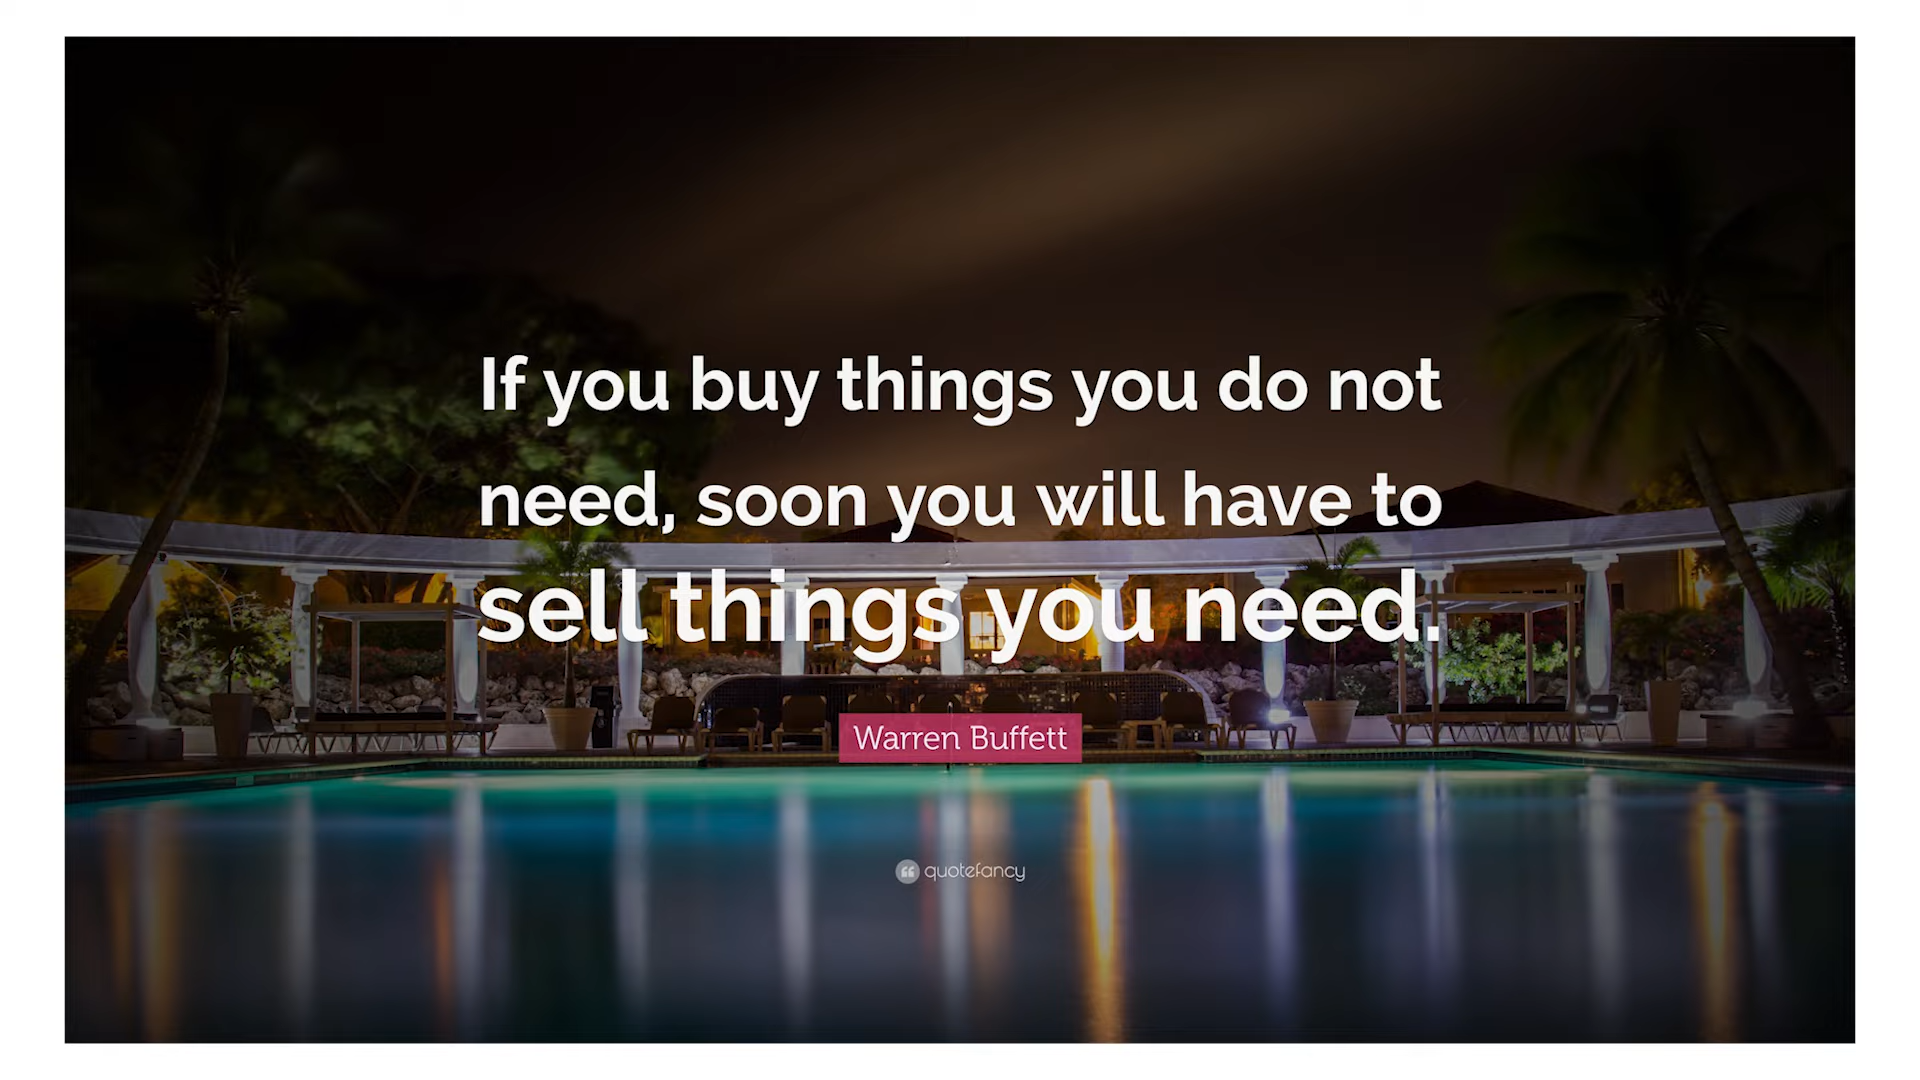 If you buy things you do not
need, soon you will have to
sell things you need.
Warren Buffett
quotefancy